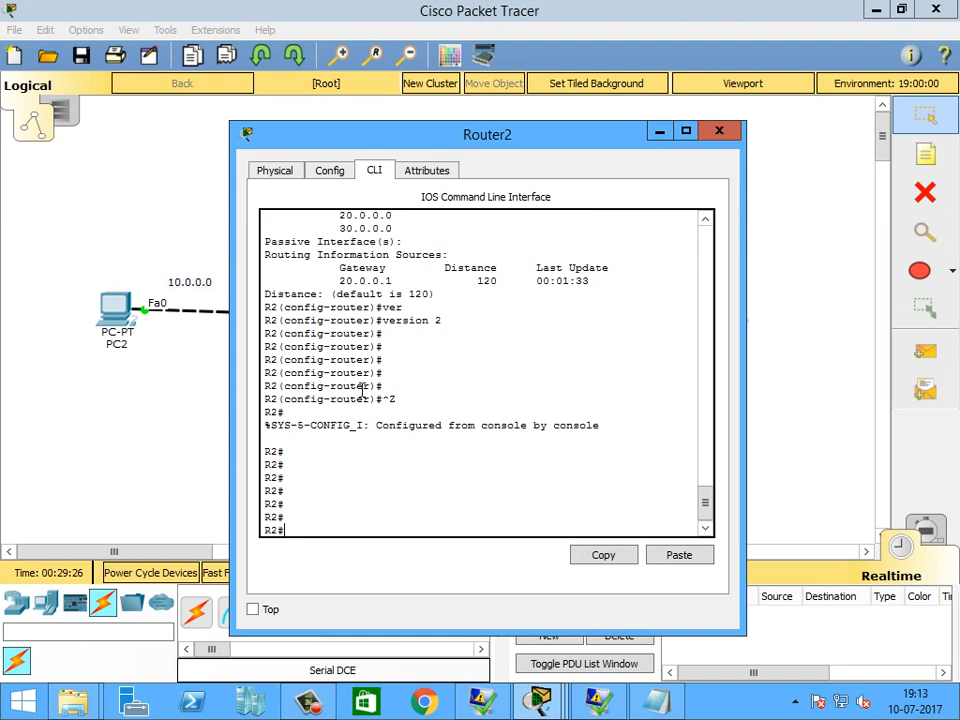 Cisco Packet Tracer
File Edit Options View Tools Extensions Help
Logical
Back
[Root]
New Cluster
Move Object
Set Tiled Background
Viewport
Environment: 19:00:00
Router2
Physical Config CLI Attributes
IOS Command Line Interface
20.0.0.0
30.0.0.0
Passive Interface(s):
Routing Information Sources:
Gateway Distance Last Update
20.0.0.1 120 00:01:33
Distance: (default is 120)
R2(config-router)#ver
R2(config-router)#version 2
R2(config-router)#
R2(config-router)#
R2(config-router)#
R2(config-router)#
R2(config-router)#
R2(config-router)#^Z
R2#
%SYS-5-CONFIG_I: Configured from console by console
R2#
R2#
R2#
R2#
R2#
R2#
R2#
Copy Paste
Top
10.0.0.0
Fa0
PC-PT
PC2
Time: 00:29:26
Power Cycle Devices
Fast F
Realtime
Source Destination Type Color Ti
New Delete
Toggle PDU List Window
Serial DCE
19:13
10-07-2017